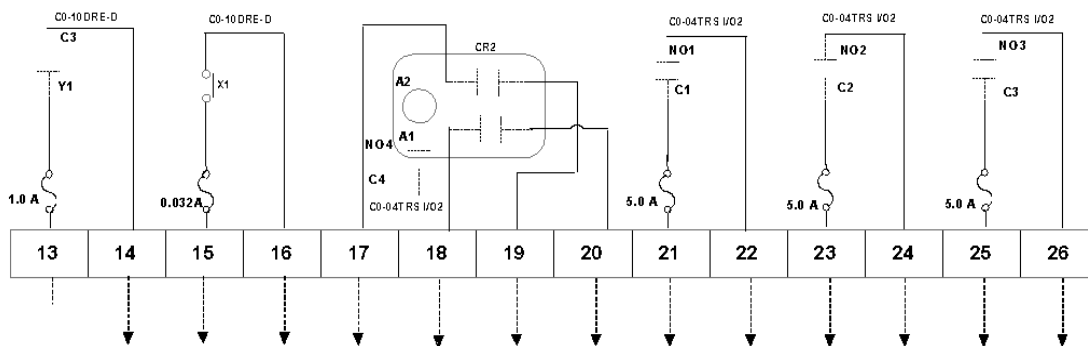 C0-10DRE-D
C3
Y1
1.0 A
C0-10DRE-D
X1
0.032A
CR2
A2
A1
NO4
C4
C0-04TRS I/O2
C0-04TRS I/O2
NO1
C1
5.0 A
C0-04TRS I/O2
NO2
C2
5.0 A
C0-04TRS I/O2
NO3
C3
5.0 A
13 14 15 16 17 18 19 20 21 22 23 24 25 26